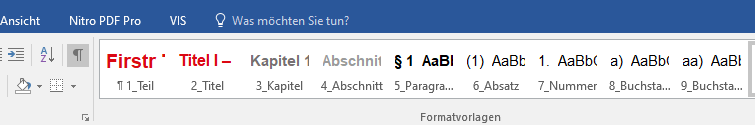 Ansicht Nitro PDF Pro VIS Was möchten Sie tun?
Firstr Titel I – Kapitel 1 Abschnit § 1 AaBl (1) AaBb 1. AaBb( a) AaBb( aa) AaBb
¶ 1_Teil 2_Titel 3_Kapitel 4_Abschnitt 5_Paragra... 6_Absatz 7_Nummer 8_Buchsta... 9_Buchsta...
Formatvorlagen